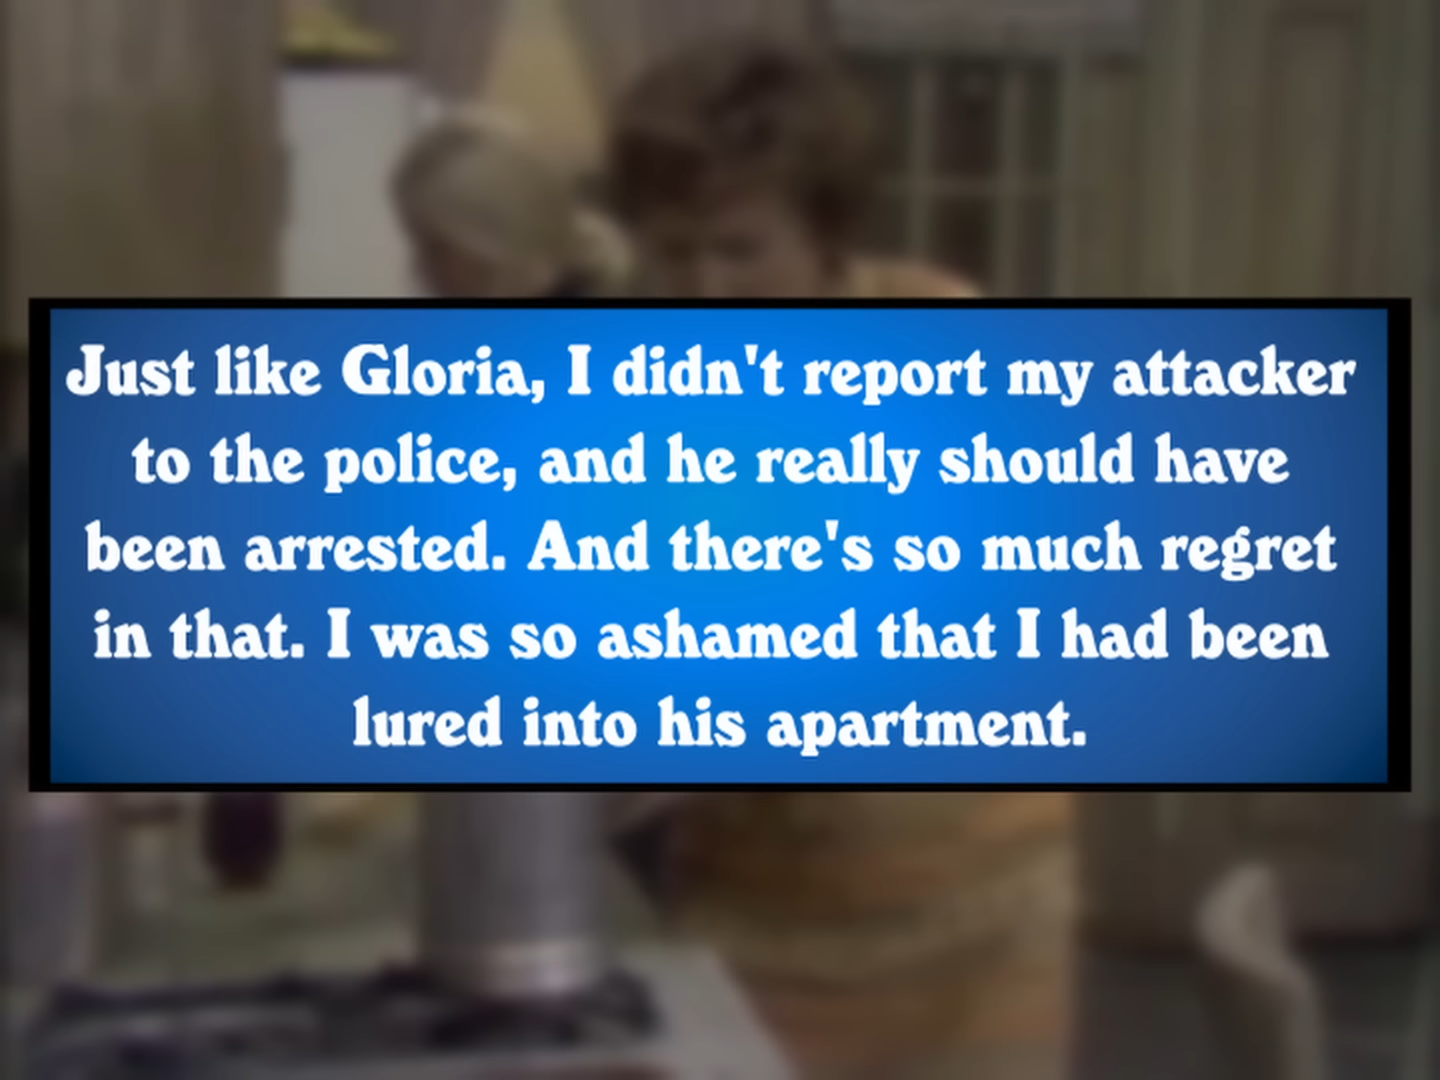 Just like Gloria, I didn't report my attacker
to the police, and he really should have
been arrested. And there's so much regret
in that. I was so ashamed that I had been
lured into his apartment.